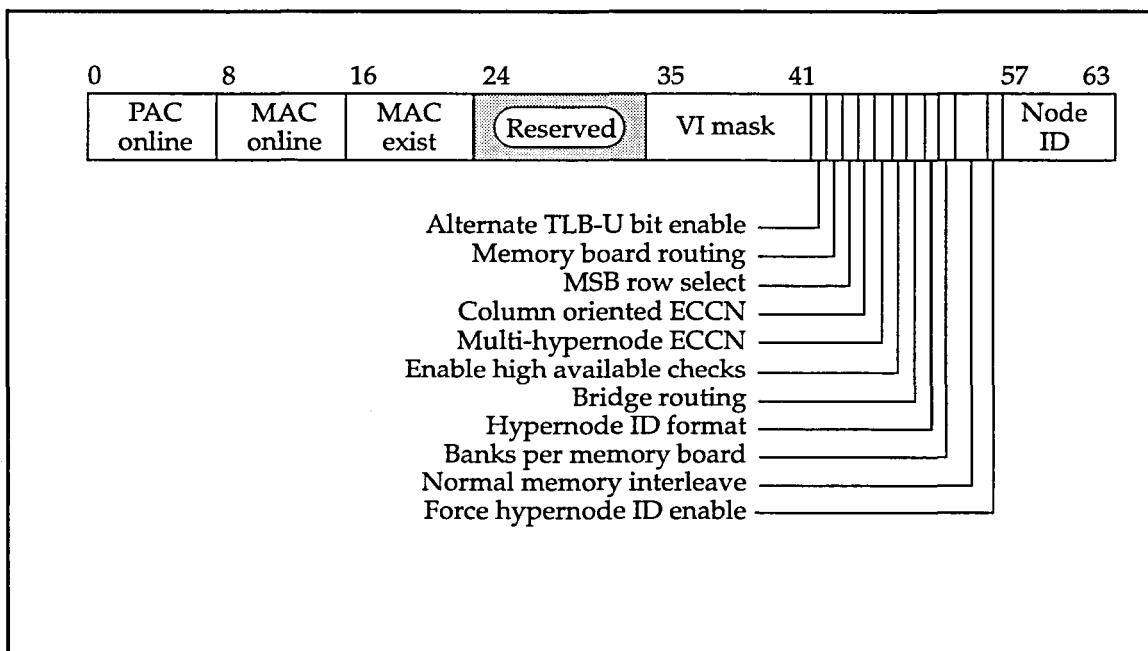 0 8 16 24 35 41 57 63
PAC MAC MAC Reserved VI mask Node
online online exist ID
Alternate TLB-U bit enable
Memory board routing
MSB row select
Column oriented ECCN
Multi-hypernode ECCN
Enable high available checks
Bridge routing
Hypernode ID format
Banks per memory board
Normal memory interleave
Force hypernode ID enable